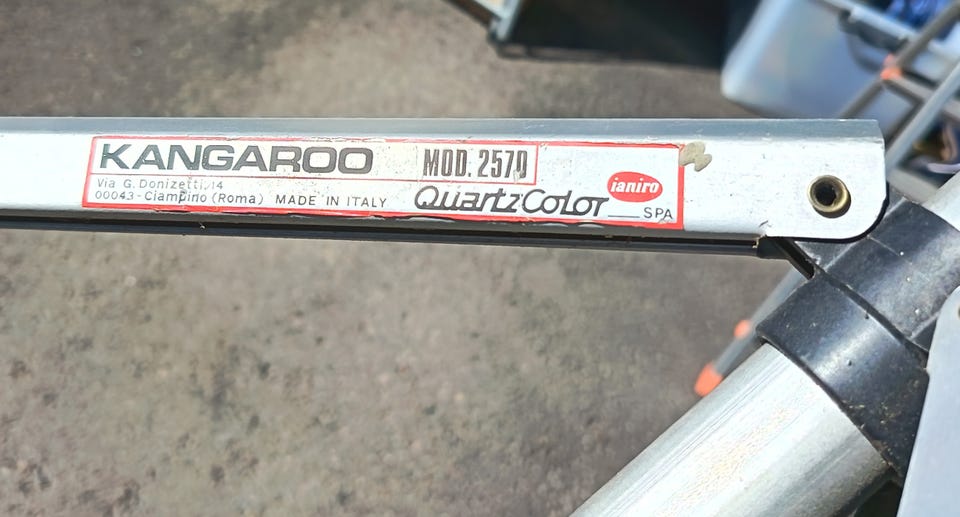 KANGAROO MOD. 2570
Via G. Donizetti, 14
00043 - Ciampino (Roma) MADE IN ITALY
QuartzColor ianiro SPA